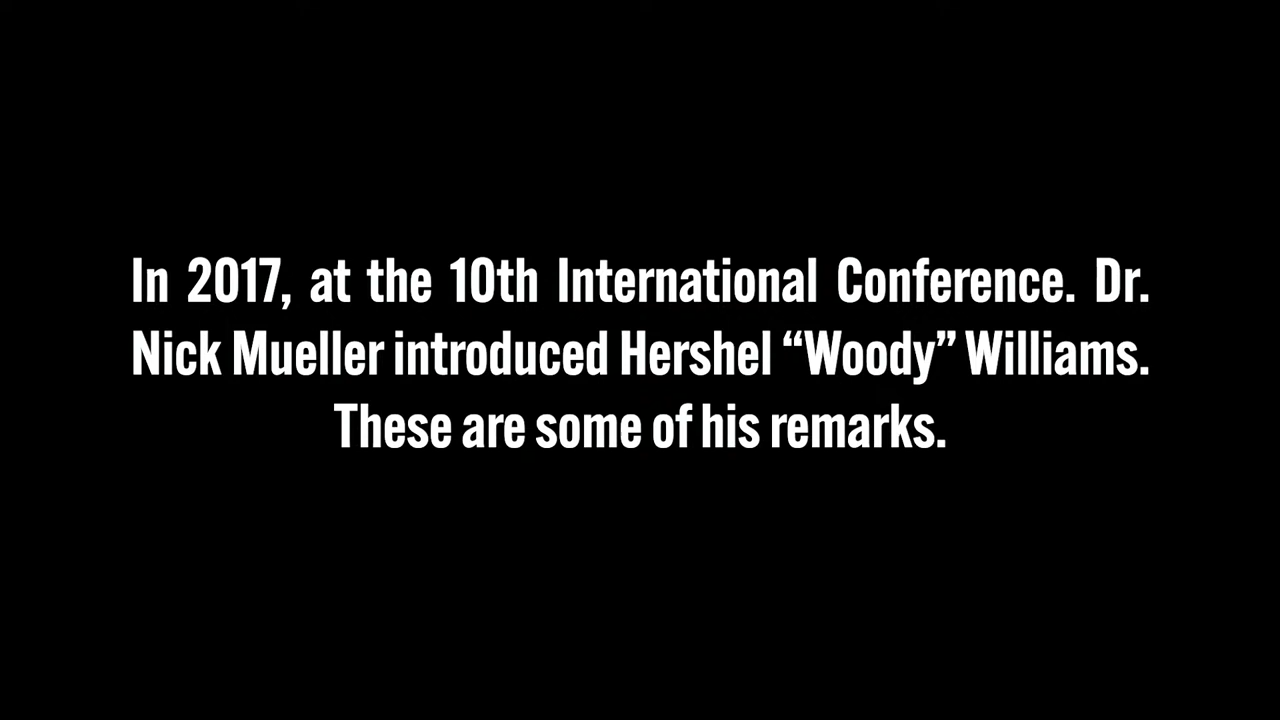 In 2017, at the 10th International Conference. Dr.
Nick Mueller introduced Hershel “Woody” Williams.
These are some of his remarks.